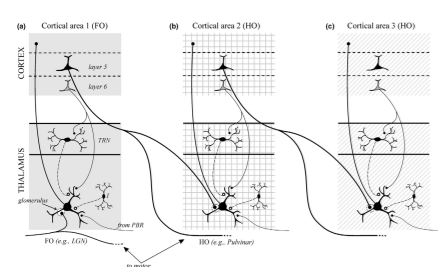 (a) Cortical area 1 (FO)
(b) Cortical area 2 (HO)
(c) Cortical area 3 (HO)
CORTEX
layer 5
layer 6
THALAMUS
TRN
glomerulus
from PBR
FO (e.g., LGN)
HO (e.g., Pulvinar)
to motor